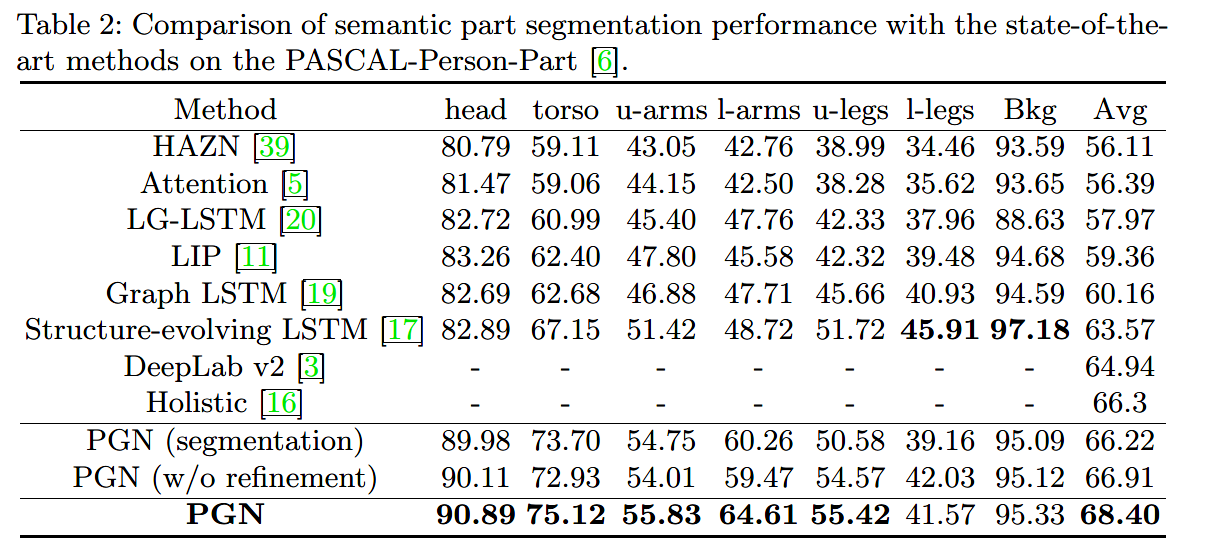 Table 2: Comparison of semantic part segmentation performance with the state-of-the-
art methods on the PASCAL-Person-Part [6].
Method head torso u-arms l-arms u-legs l-legs Bkg Avg
HAZN [39] 80.79 59.11 43.05 42.76 38.99 34.46 93.59 56.11
Attention [5] 81.47 59.06 44.15 42.50 38.28 35.62 93.65 56.39
LG-LSTM [20] 82.72 60.99 45.40 47.76 42.33 37.96 88.63 57.97
LIP [11] 83.26 62.40 47.80 45.58 42.32 39.48 94.68 59.36
Graph LSTM [19] 82.69 62.68 46.88 47.71 45.66 40.93 94.59 60.16
Structure-evolving LSTM [17] 82.89 67.15 51.42 48.72 51.72 45.91 97.18 63.57
DeepLab v2 [3] - - - - - - - 64.94
Holistic [16] - - - - - - - 66.3
PGN (segmentation) 89.98 73.70 54.75 60.26 50.58 39.16 95.09 66.22
PGN (w/o refinement) 90.11 72.93 54.01 59.47 54.57 42.03 95.12 66.91
PGN 90.89 75.12 55.83 64.61 55.42 41.57 95.33 68.40